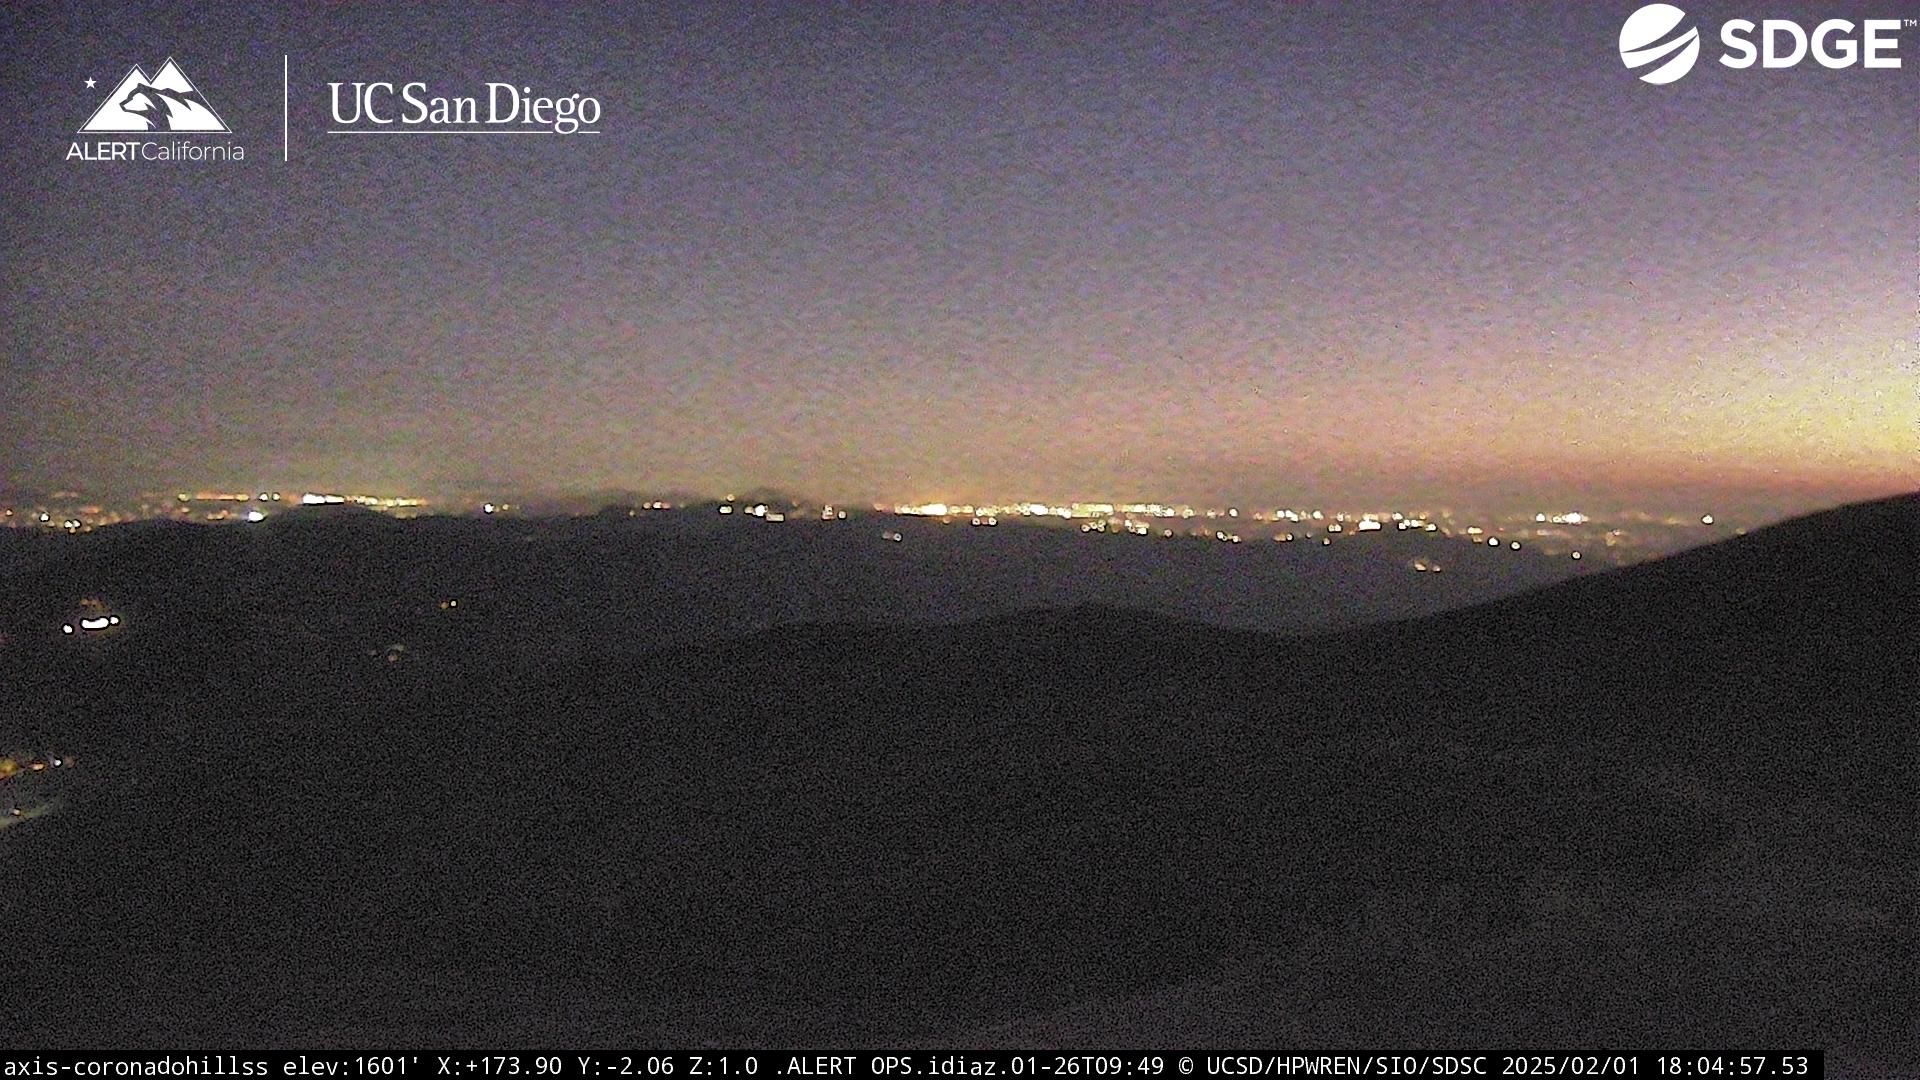 ALERTCalifornia
UC San Diego
SDGE™
axis-coronadohillss elev:1601' X:+173.90 Y:-2.06 Z:1.0 .ALERT OPS.idiaz.01-26T09:49 © UCSD/HPWREN/SIO/SDSC 2025/02/01 18:04:57.53